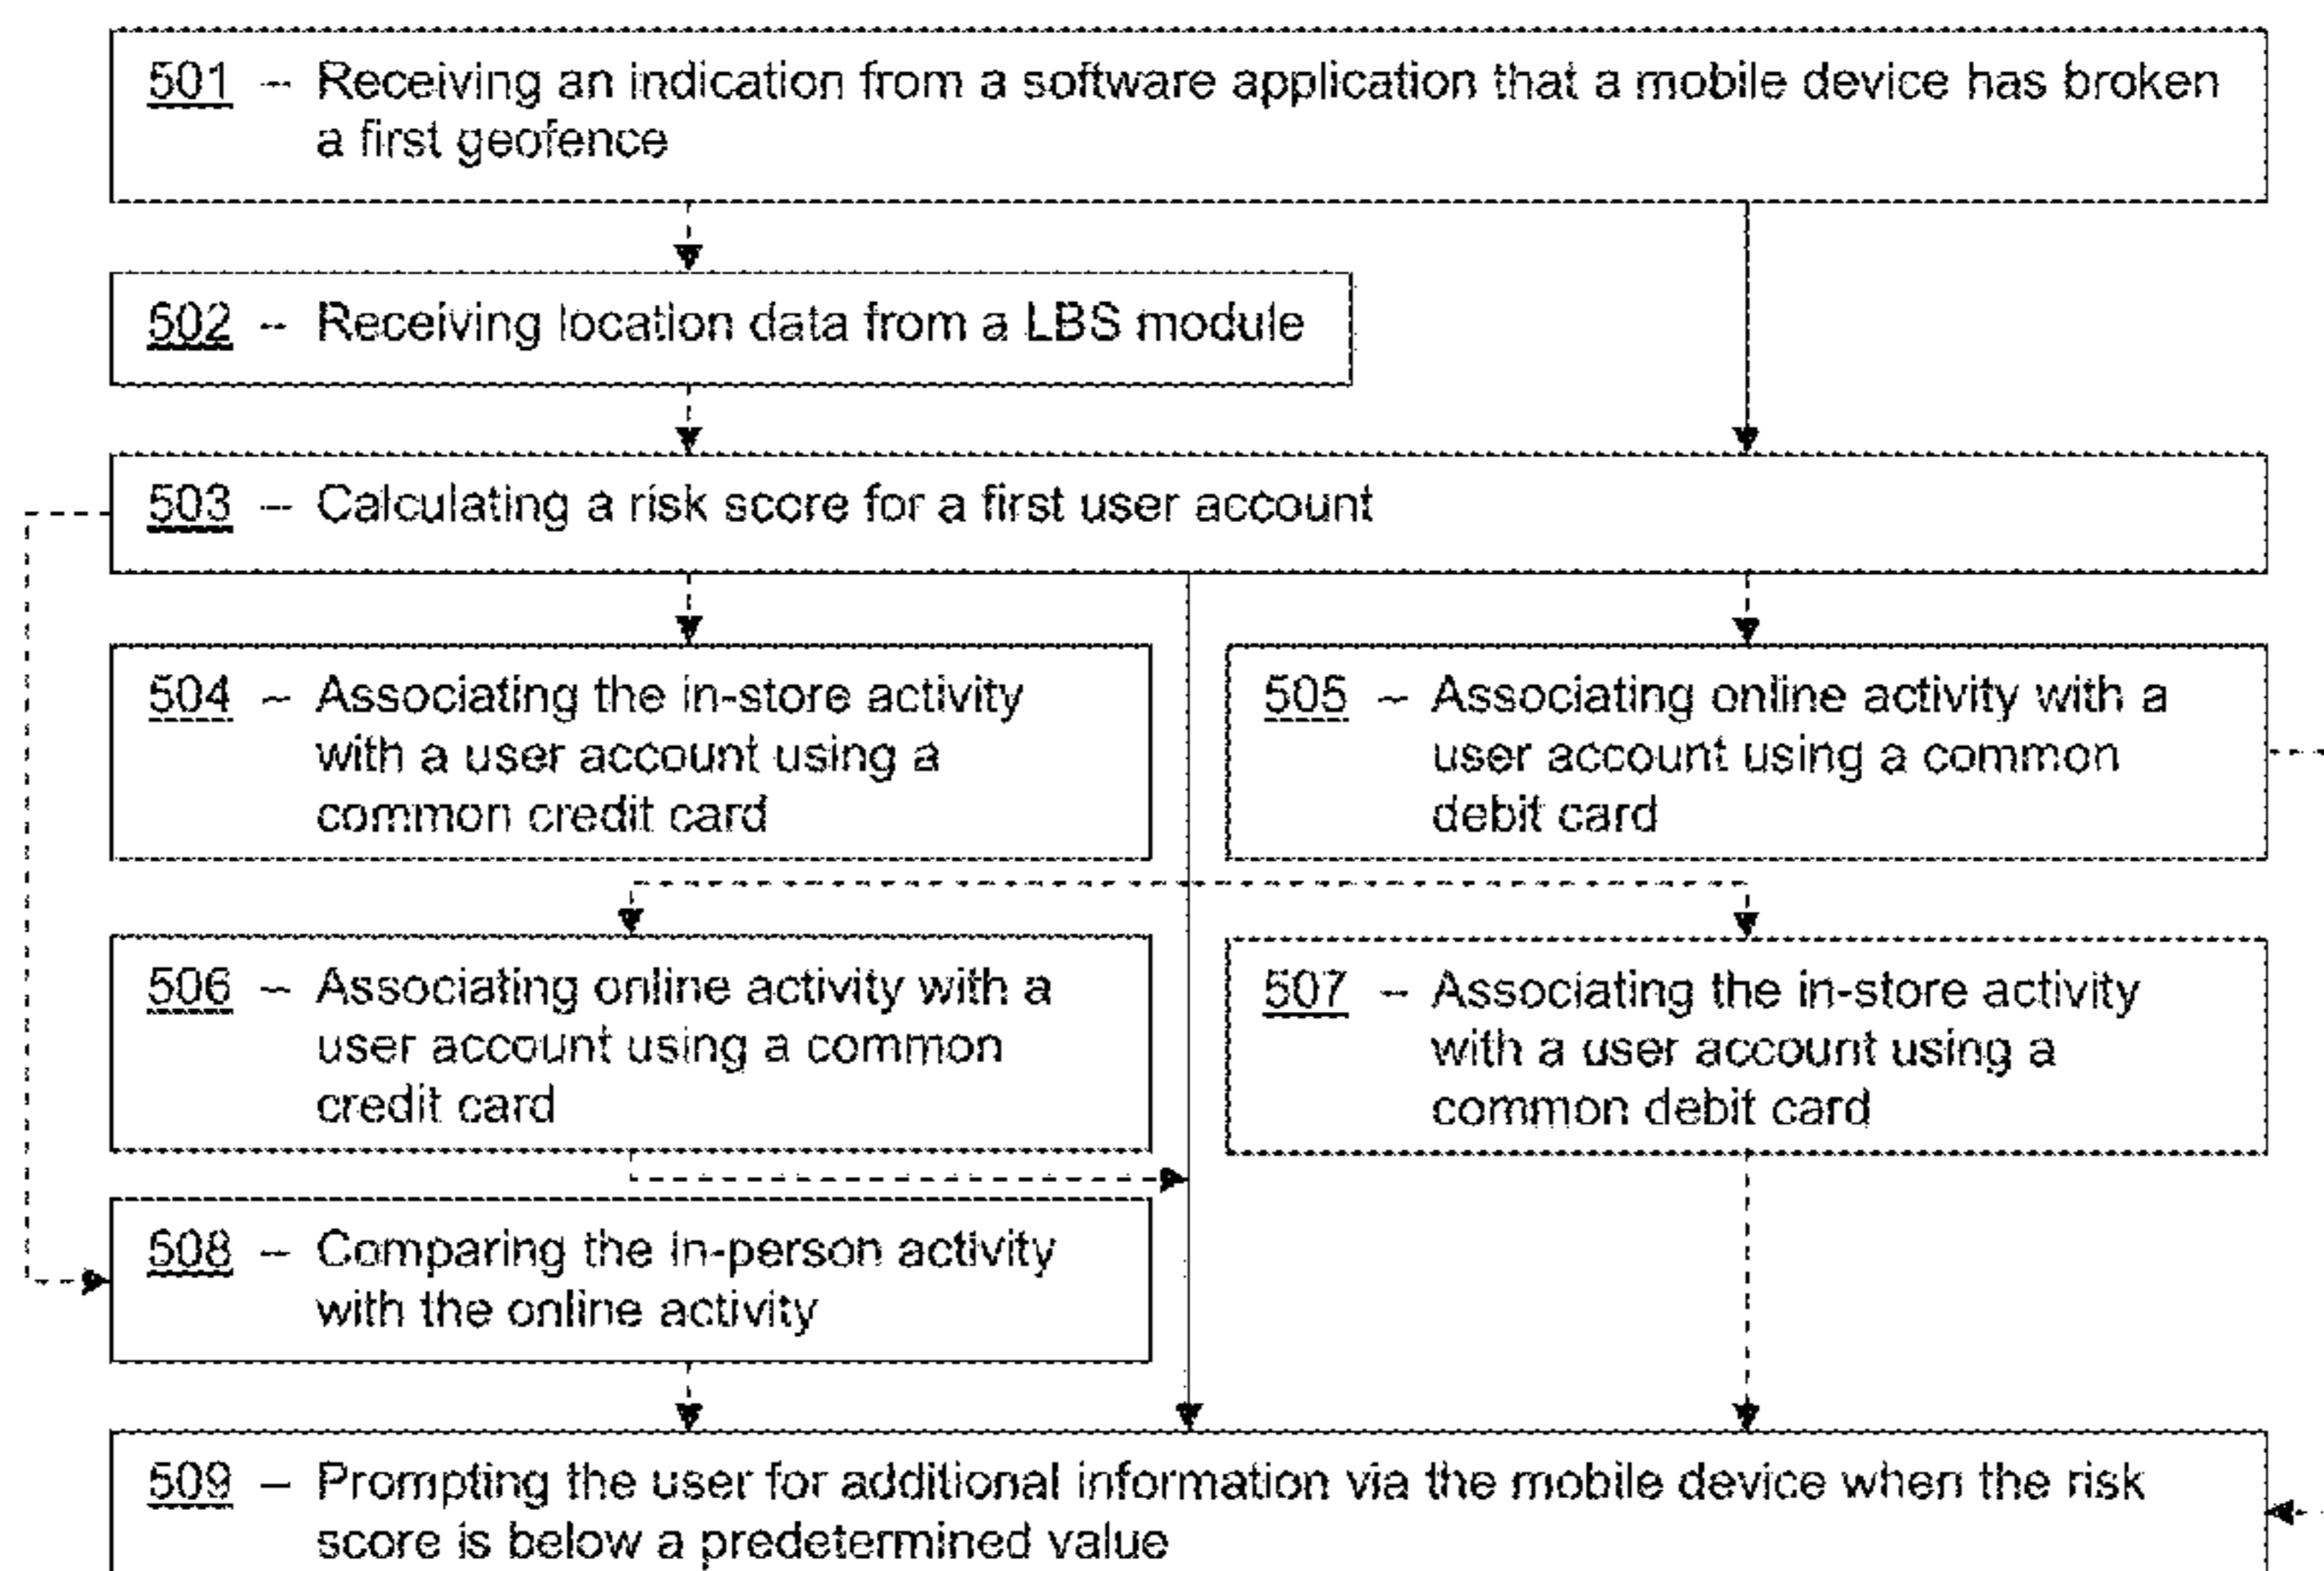 501 – Receiving an indication from a software application that a mobile device has broken
a first geofence
502 – Receiving location data from a LBS module
503 – Calculating a risk score for a first user account
504 – Associating the in-store activity
with a user account using a
common credit card
505 – Associating online activity with a
user account using a common
debit card
506 – Associating online activity with a
user account using a common
credit card
507 – Associating the in-store activity
with a user account using a
common debit card
508 – Comparing the in-person activity
with the online activity
509 – Prompting the user for additional information via the mobile device when the risk
score is below a predetermined value